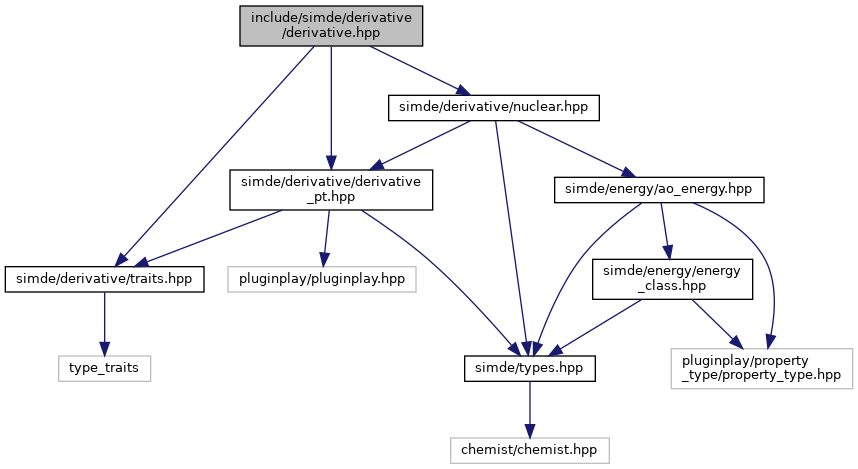 include/simde/derivative
/derivative.hpp
simde/derivative/nuclear.hpp
simde/derivative/derivative
_pt.hpp
simde/energy/ao_energy.hpp
simde/derivative/traits.hpp
pluginplay/pluginplay.hpp
simde/energy/energy
_class.hpp
type_traits
simde/types.hpp
pluginplay/property
_type/property_type.hpp
chemist/chemist.hpp